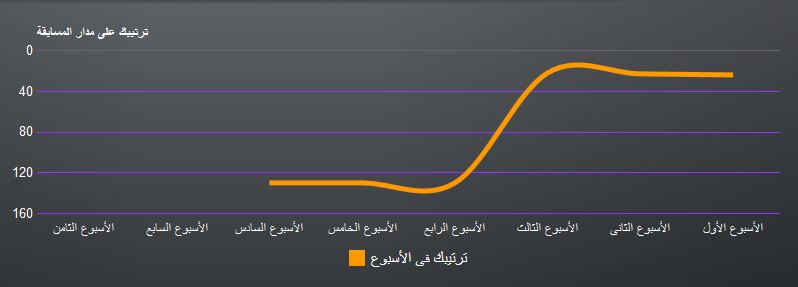 ترتيبك على مدار المسابقة
0
40
80
120
160
الأسبوع الأول
الأسبوع الثانى
الأسبوع الثالث
الأسبوع الرابع
الأسبوع الخامس
الأسبوع السادس
الأسبوع السابع
الأسبوع الثامن
ترتيبك فى الأسبوع